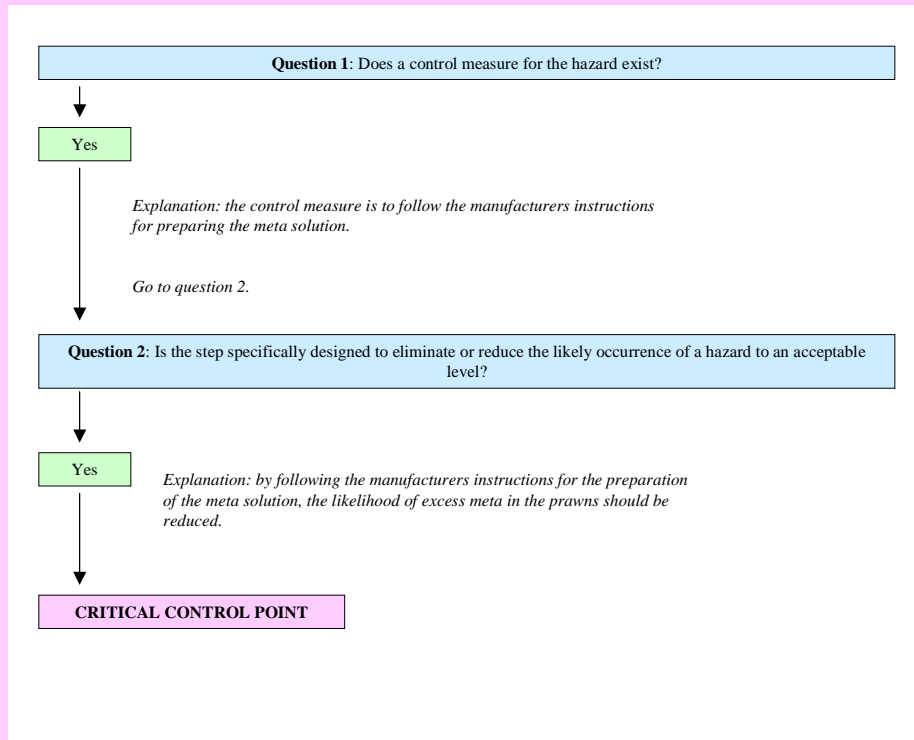 Question 1: Does a control measure for the hazard exist?
Yes
Explanation: the control measure is to follow the manufacturers instructions
for preparing the meta solution.
Go to question 2.
Question 2: Is the step specifically designed to eliminate or reduce the likely occurrence of a hazard to an acceptable
level?
Yes
Explanation: by following the manufacturers instructions for the preparation
of the meta solution, the likelihood of excess meta in the prawns should be
reduced.
CRITICAL CONTROL POINT